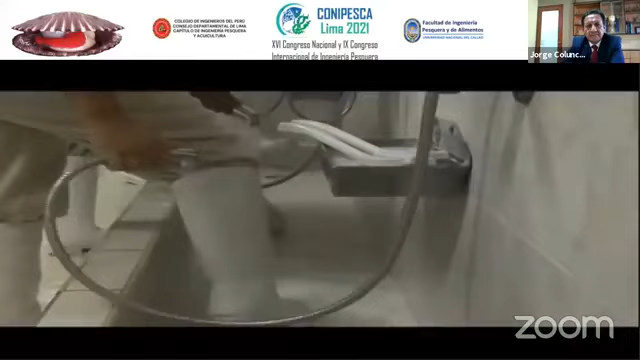 COLEGIO DE INGENIEROS DEL PERÚ
CONSEJO DEPARTAMENTAL DE LIMA
CAPÍTULO DE INGENIERÍA PESQUERA
Y ACUICULTURA
CONIPESCA
Lima 2021
XVI Congreso Nacional y IX Congreso
Internacional de Ingeniería Pesquera
Facultad de Ingeniería
Pesquera y de Alimentos
UNIVERSIDAD NACIONAL DEL CALLAO
Jorge Colunc...
zoom